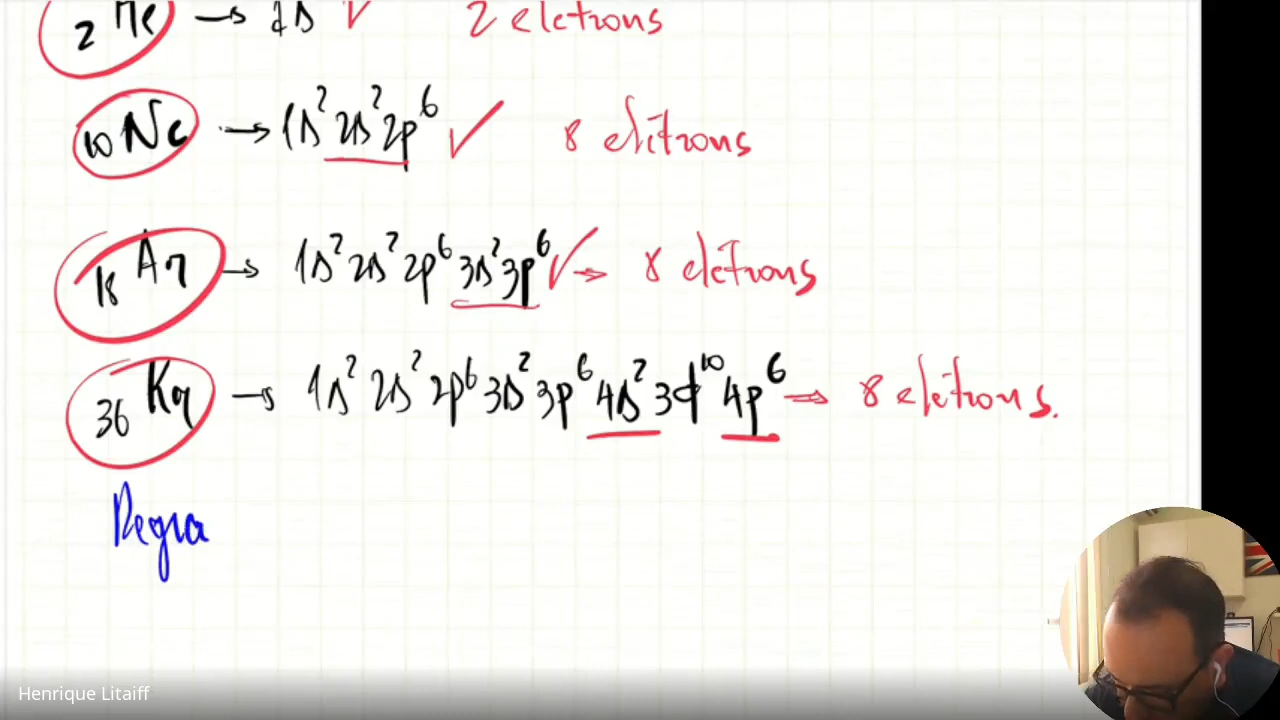 2 He → 1s 2 eletrons
10 Ne → 1s² 2s² 2p⁶ 8 elétrons
18 Ar → 1s² 2s² 2p⁶ 3s² 3p⁶ → 8 elétrons
36 Kr → 1s² 2s² 2p⁶ 3s² 3p⁶ 4s² 3d¹⁰ 4p⁶ → 8 elétrons.
Regra
Henrique Litaiff